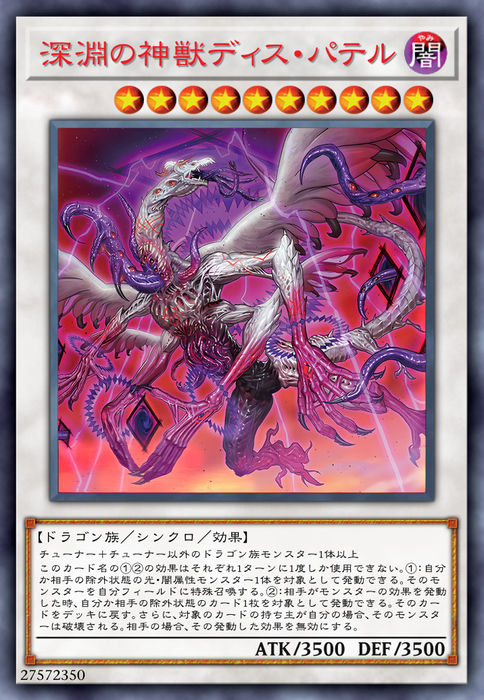 深淵の神獣ディス・パテル
やみ
闇
【ドラゴン族／シンクロ／効果】
チューナー＋チューナー以外のドラゴン族モンスター1体以上
このカード名の①②の効果はそれぞれ1ターンに1度しか使用できない。①：自分
か相手の除外状態の光・闇属性モンスター1体を対象として発動できる。そのモ
ンスターを自分フィールドに特殊召喚する。②：相手がモンスターの効果を発動
した時、自分か相手の除外状態のカード1枚を対象として発動できる。そのカー
ドをデッキに戻す。さらに、対象のカードの持ち主が自分の場合、そのモンスタ
ーは破壊される。相手の場合、その発動した効果を無効にする。
ATK/3500 DEF/3500
27572350